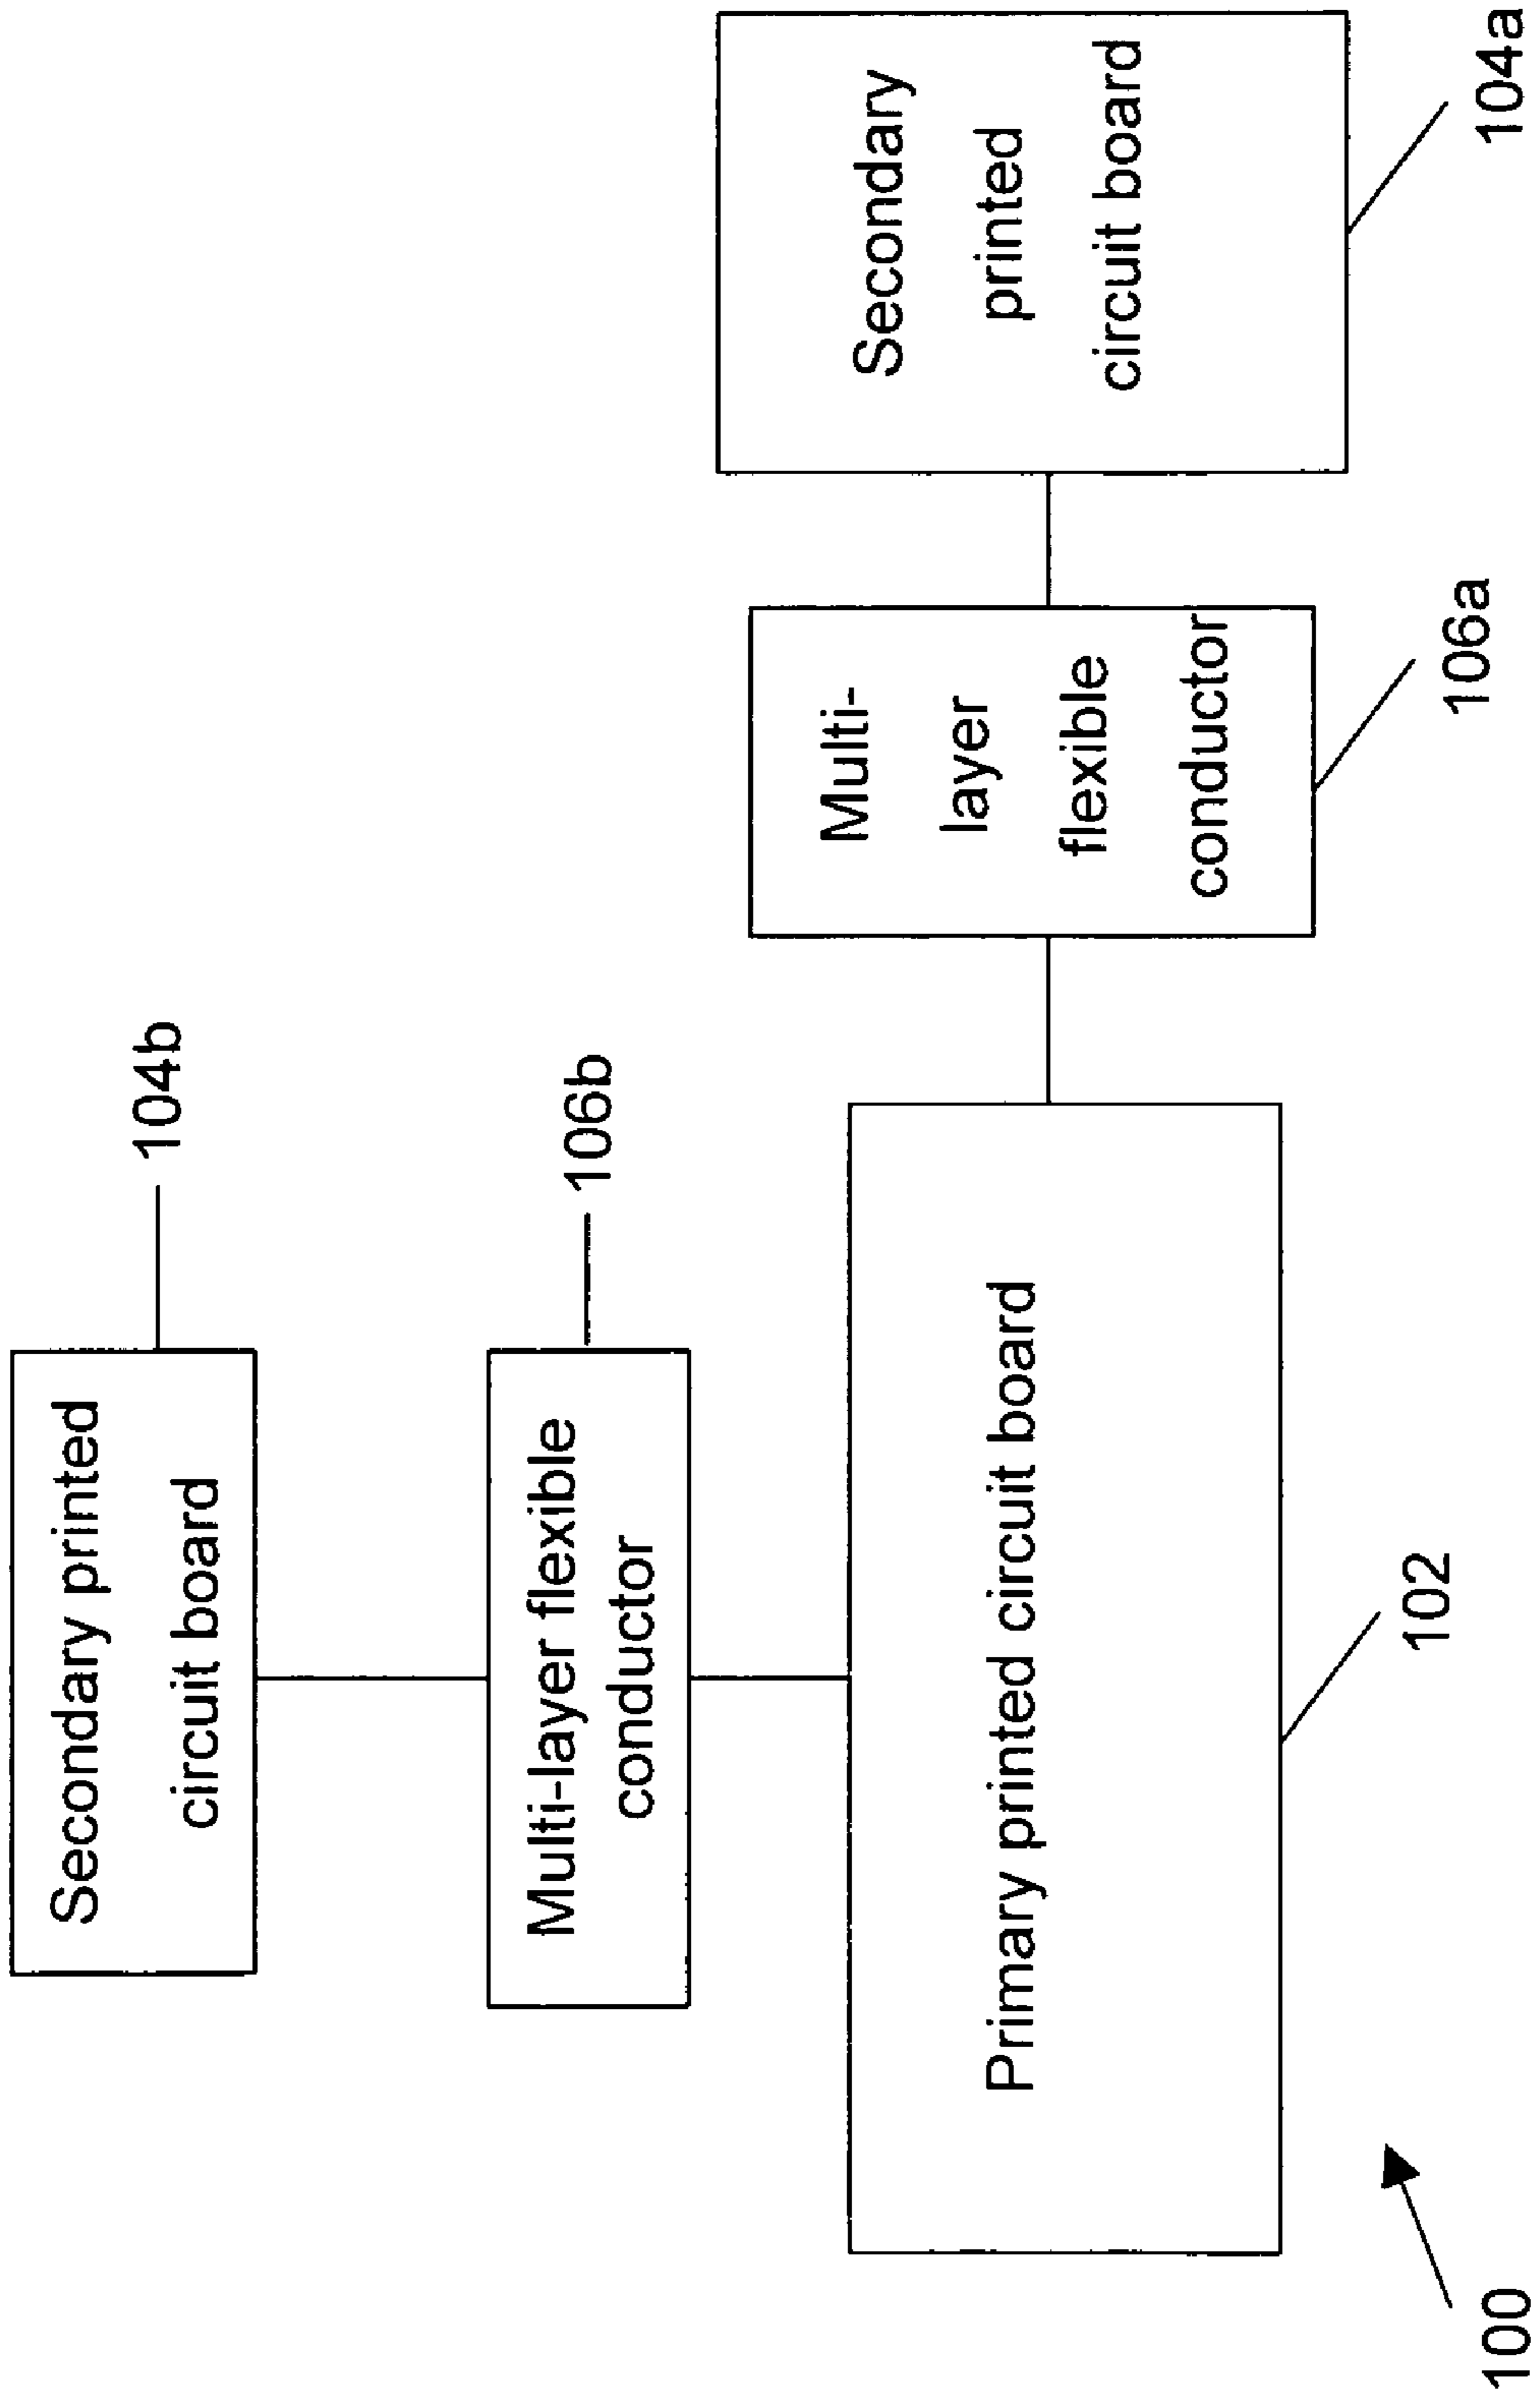 Secondary printed
circuit board
104b
Multi-layer flexible
conductor
106b
Primary printed circuit board
102
Multi-
layer
flexible
conductor
106a
Secondary
printed
circuit board
104a
100